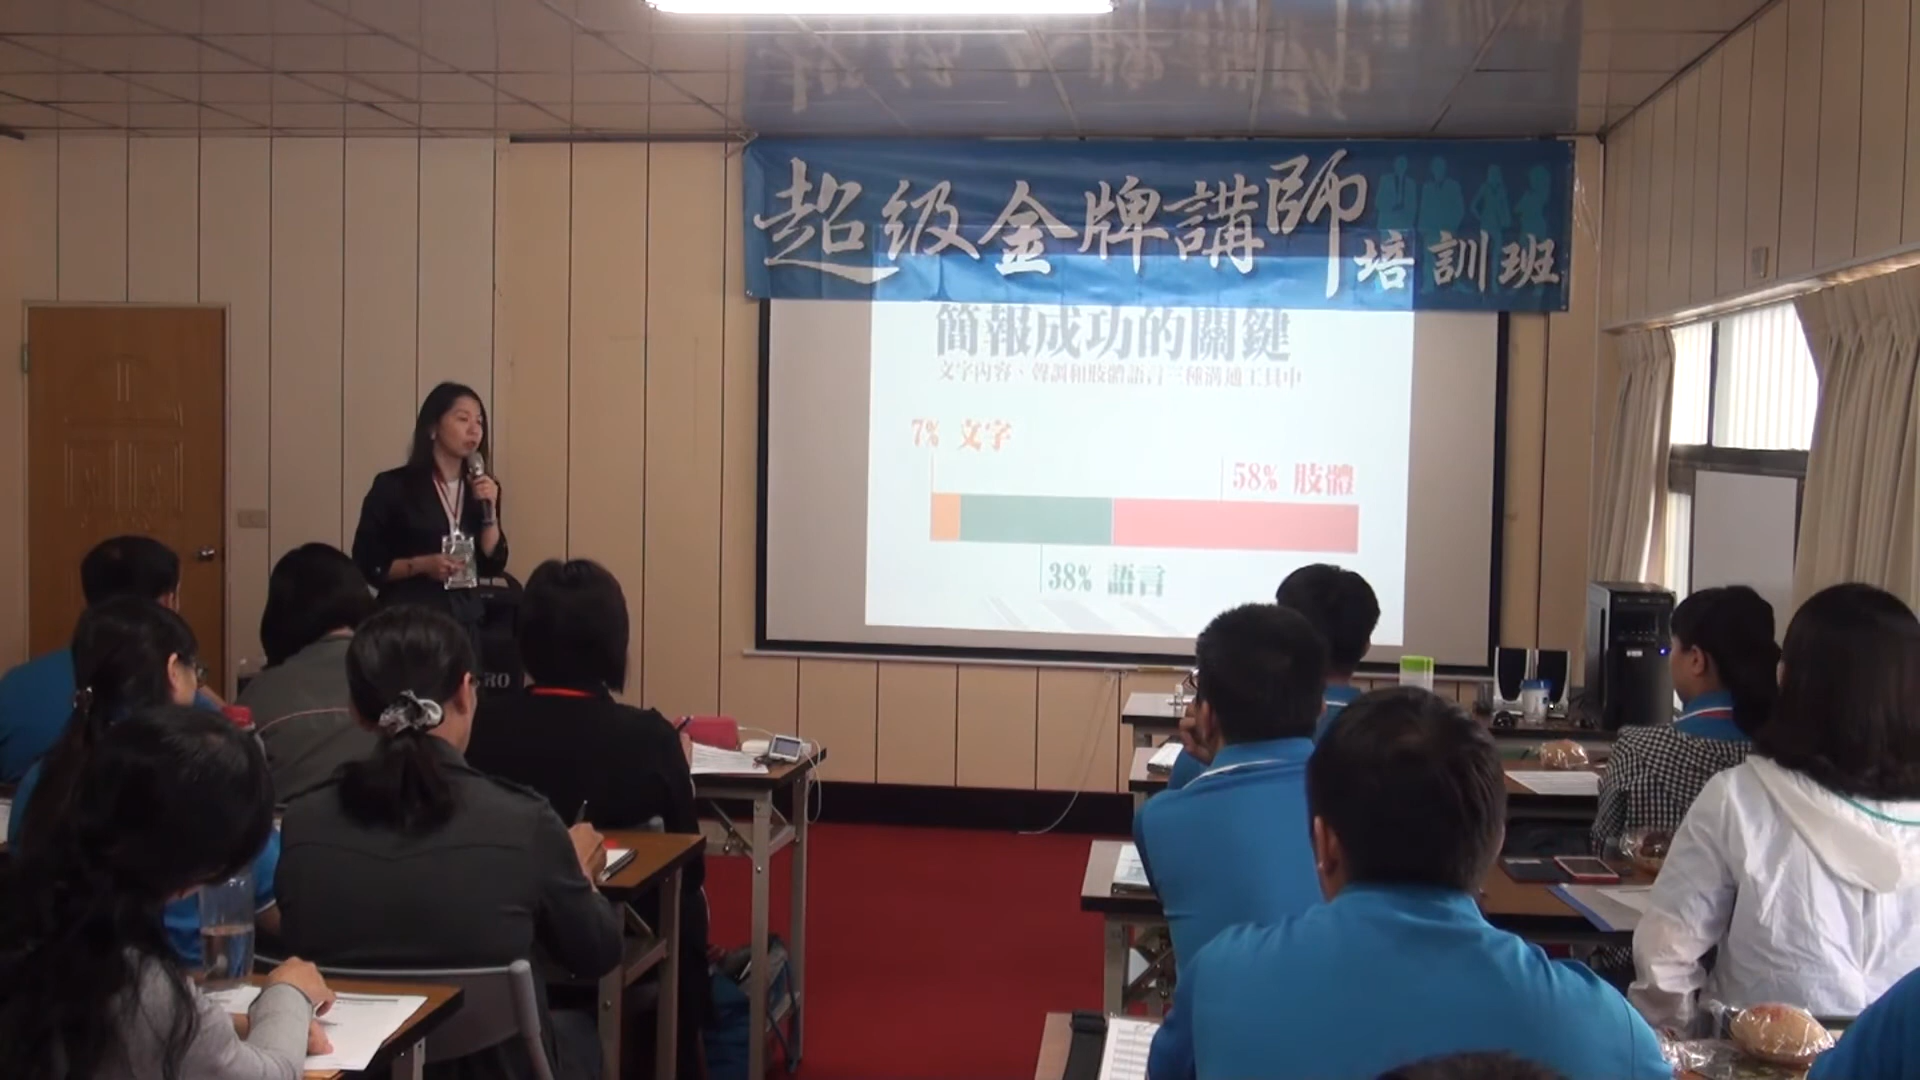 超级金牌講師培訓班
簡報成功的關鍵
文字內容、聲調和肢體語言三種溝通工具中
7% 文字
58% 肢體
38% 語言